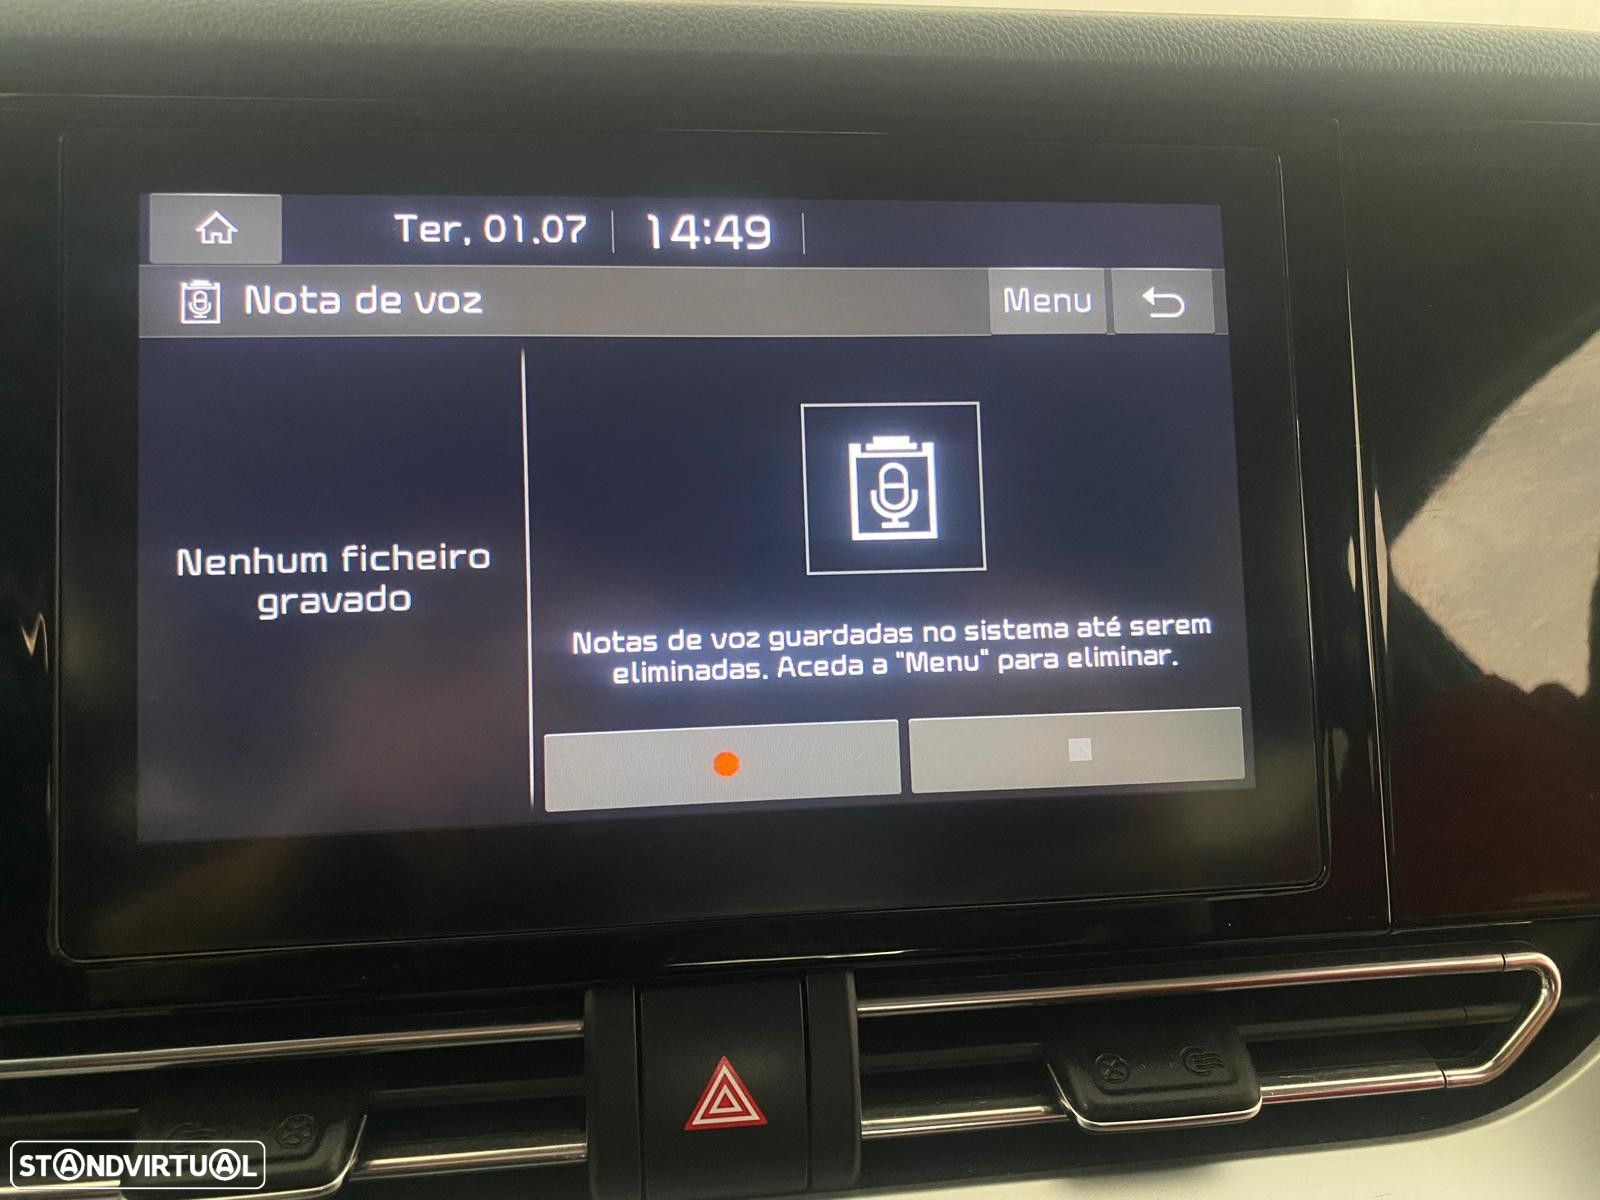 Ter, 01.07
14:49
Nota de voz
Menu
Nenhum ficheiro
gravado
Notas de voz guardadas no sistema até serem
eliminadas. Aceda a "Menu" para eliminar.
STANDVIRTUAL